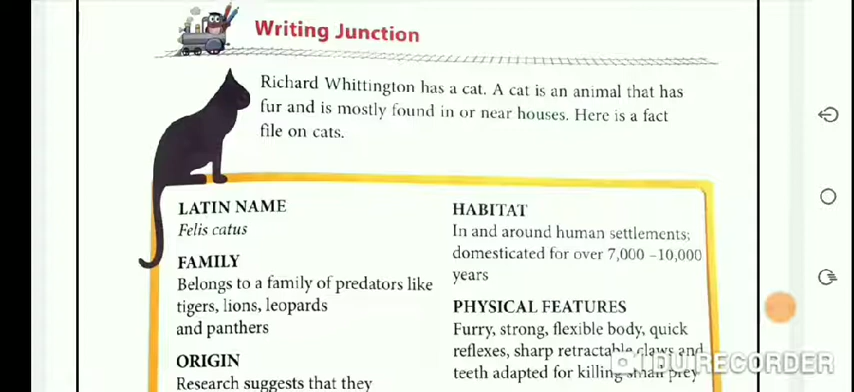 Writing Junction
Richard Whittington has a cat. A cat is an animal that has
fur and is mostly found in or near houses. Here is a fact
file on cats.
LATIN NAME
Felis catus
FAMILY
Belongs to a family of predators like
tigers, lions, leopards
and panthers
ORIGIN
Research suggests that they
HABITAT
In and around human settlements;
domesticated for over 7,000 –10,000
years
PHYSICAL FEATURES
Furry, strong, flexible body, quick
reflexes, sharp retractable claws and
teeth adapted for killing small prey
DU RECORDER